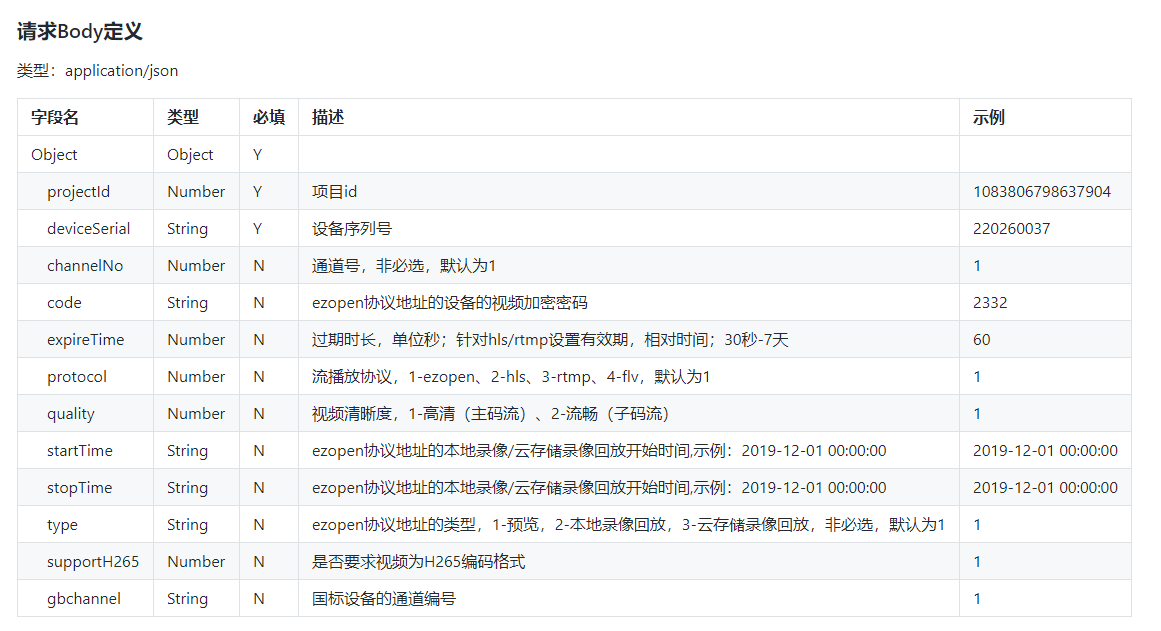 请求Body定义
类型：application/json
字段名 类型 必填 描述 示例
Object Object Y
projectId Number Y 项目id 1083806798637904
deviceSerial String Y 设备序列号 220260037
channelNo Number N 通道号，非必选，默认为1 1
code String N ezopen协议地址的设备的视频加密密码 2332
expireTime Number N 过期时长，单位秒；针对hls/rtmp设置有效期，相对时间；30秒-7天 60
protocol Number N 流播放协议，1-ezopen、2-hls、3-rtmp、4-flv，默认为1 1
quality Number N 视频清晰度，1-高清（主码流）、2-流畅（子码流） 1
startTime String N ezopen协议地址的本地录像/云存储录像回放开始时间,示例：2019-12-01 00:00:00 2019-12-01 00:00:00
stopTime String N ezopen协议地址的本地录像/云存储录像回放开始时间,示例：2019-12-01 00:00:00 2019-12-01 00:00:00
type String N ezopen协议地址的类型，1-预览，2-本地录像回放，3-云存储录像回放，非必选，默认为1 1
supportH265 Number N 是否要求视频为H265编码格式 1
gbchannel String N 国标设备的通道编号 1